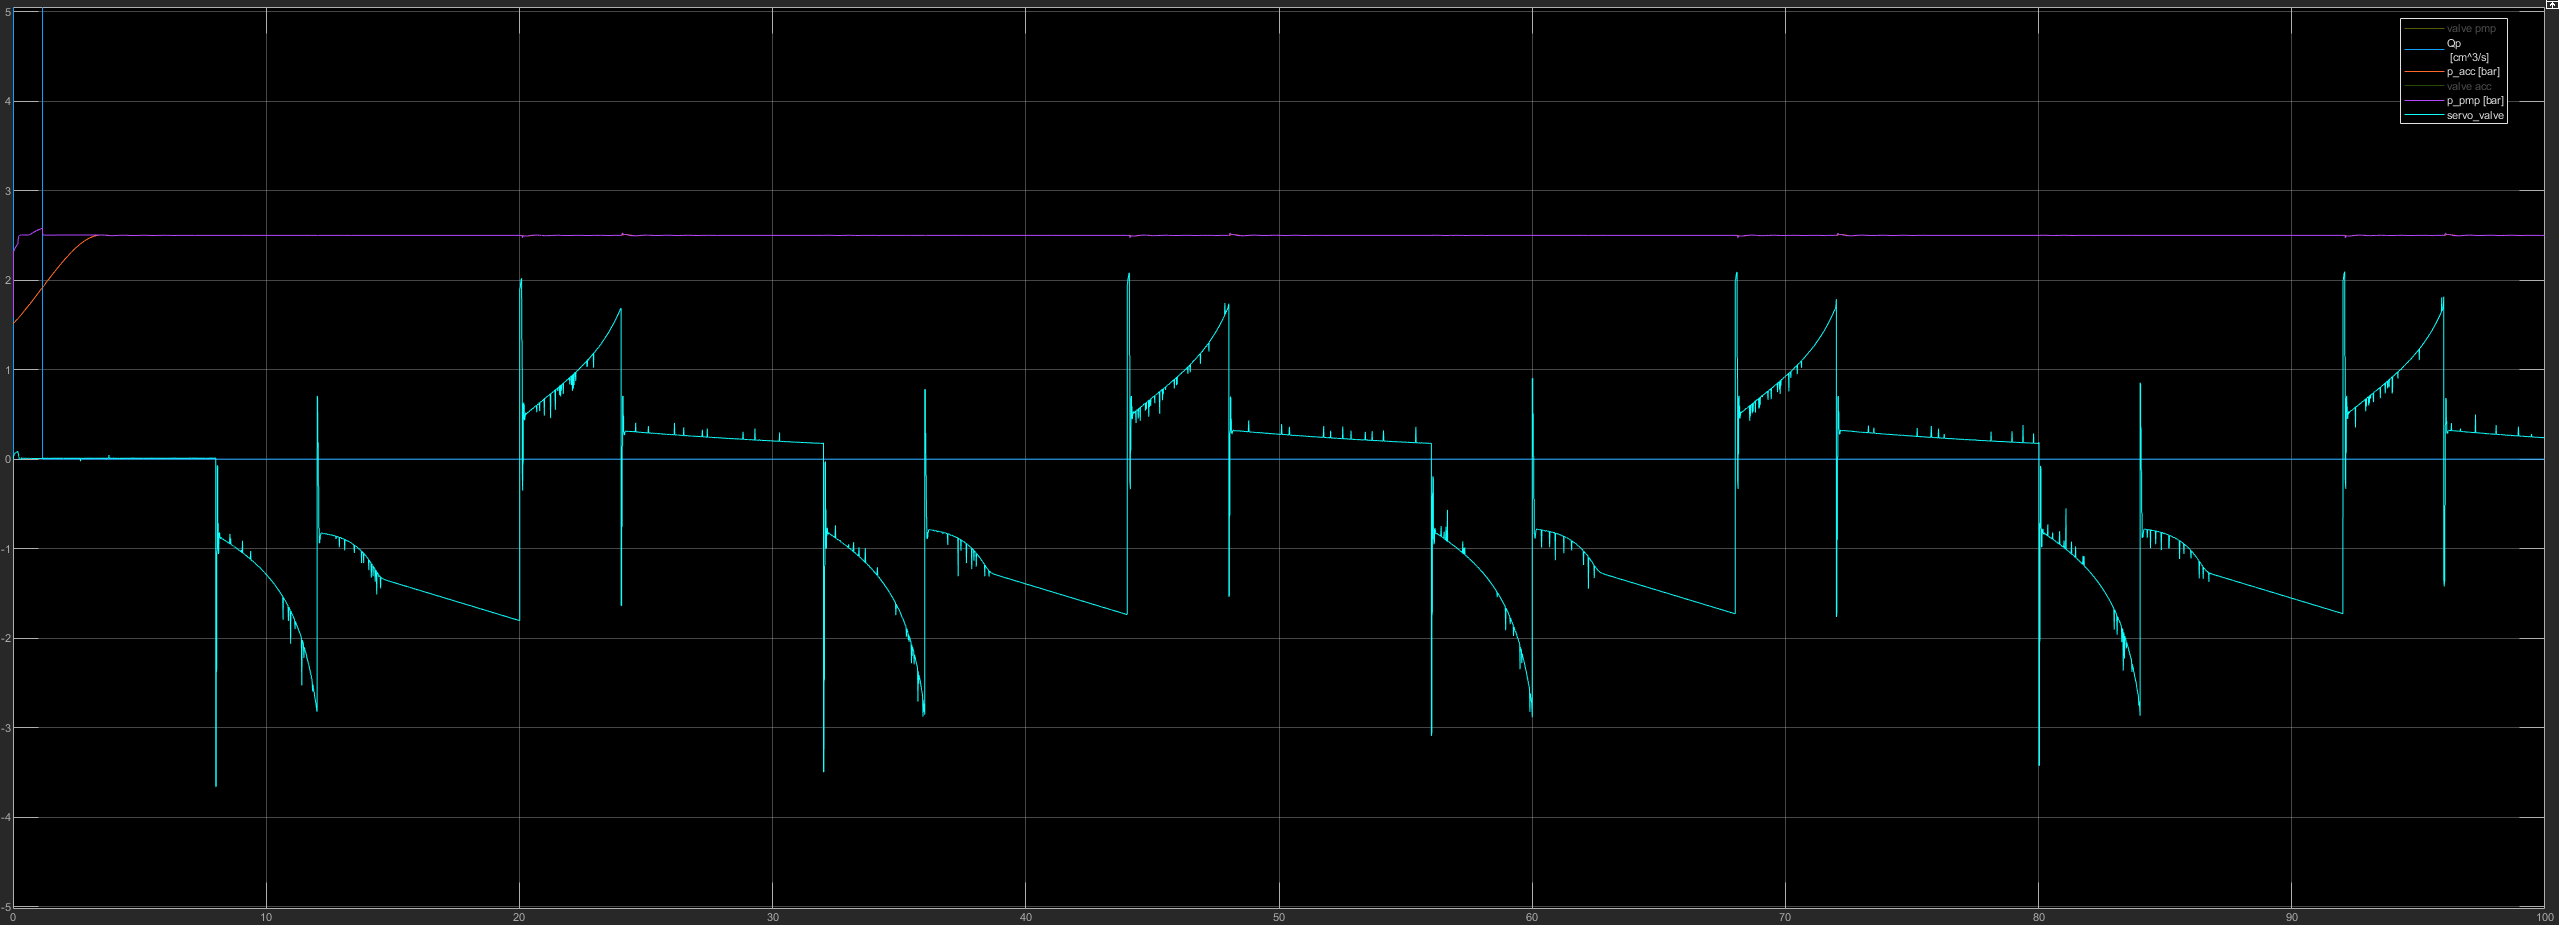 valve pmp
Qp
[cm^3/s]
p_acc [bar]
valve acc
p_pmp [bar]
servo_valve
5
4
3
2
1
0
-1
-2
-3
-4
-5
0 10 20 30 40 50 60 70 80 90 100